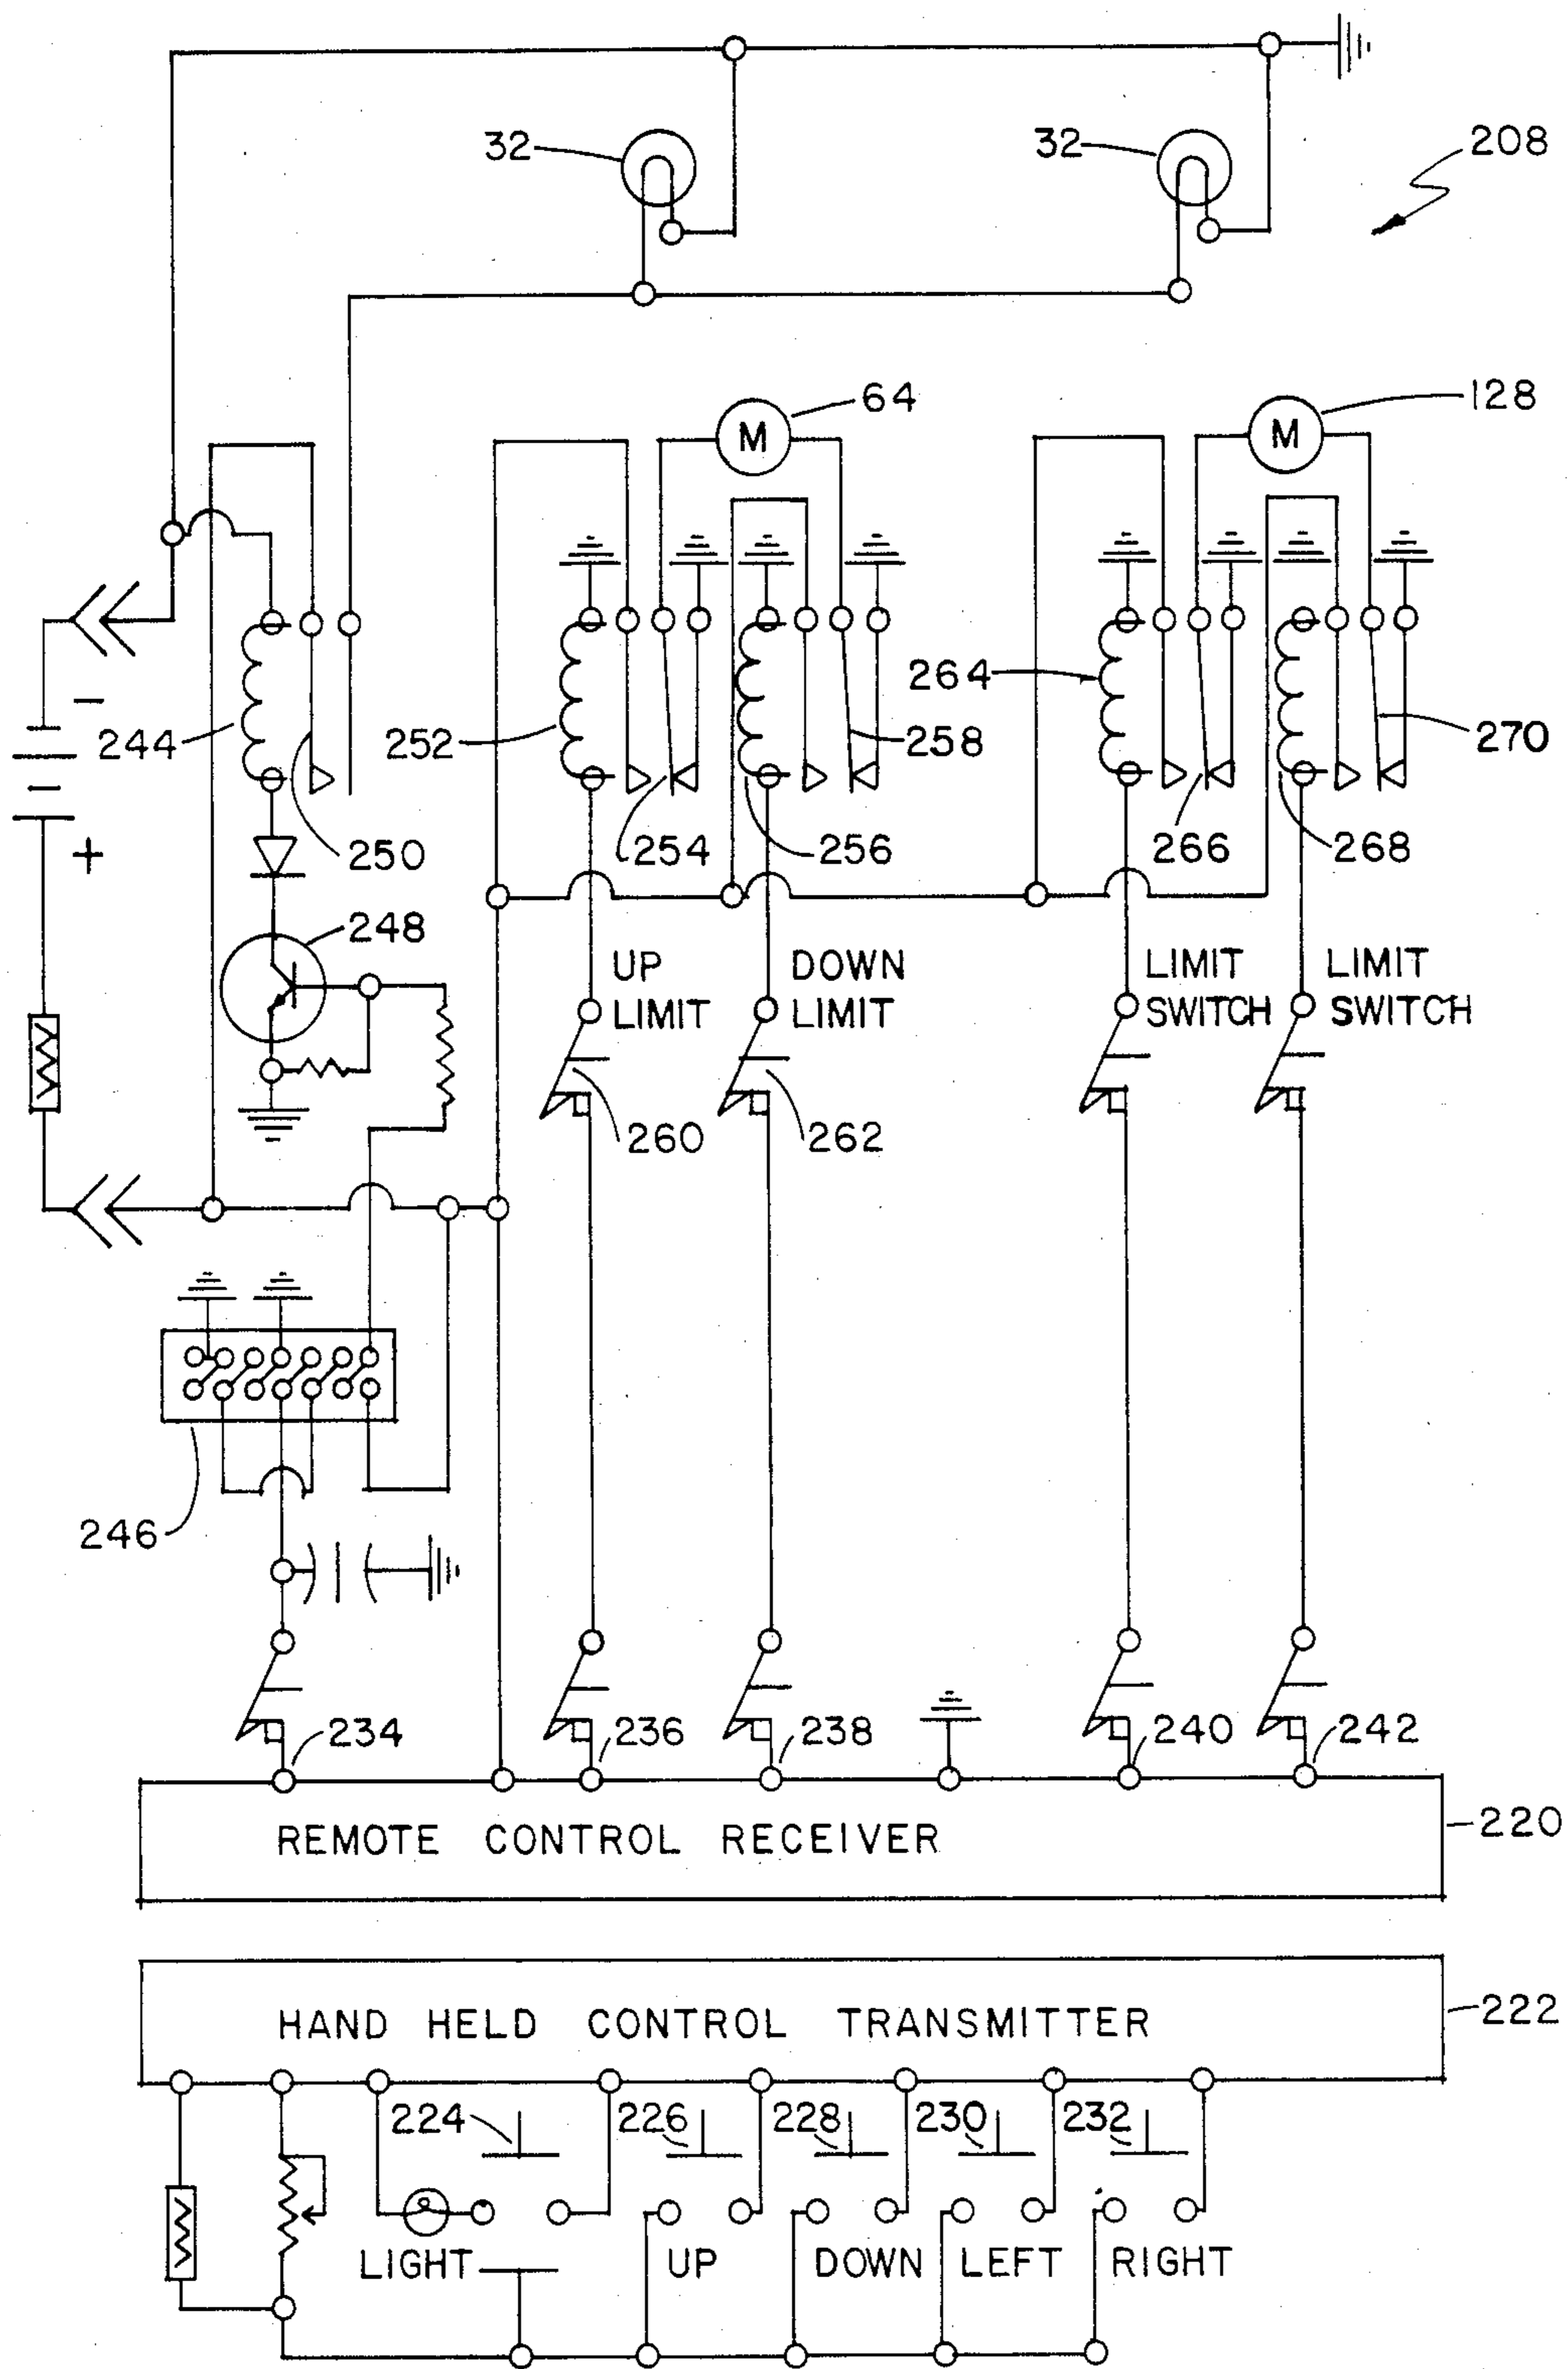 32
32
208
64
128
M
M
264
−
244
252
258
270
+
250
254
256
266
268
248
UP
LIMIT
DOWN
LIMIT
LIMIT
SWITCH
LIMIT
SWITCH
260
262
246
234
236
238
240
242
REMOTE CONTROL RECEIVER
220
HAND HELD CONTROL TRANSMITTER
222
224
226
228
230
232
LIGHT
UP
DOWN
LEFT
RIGHT